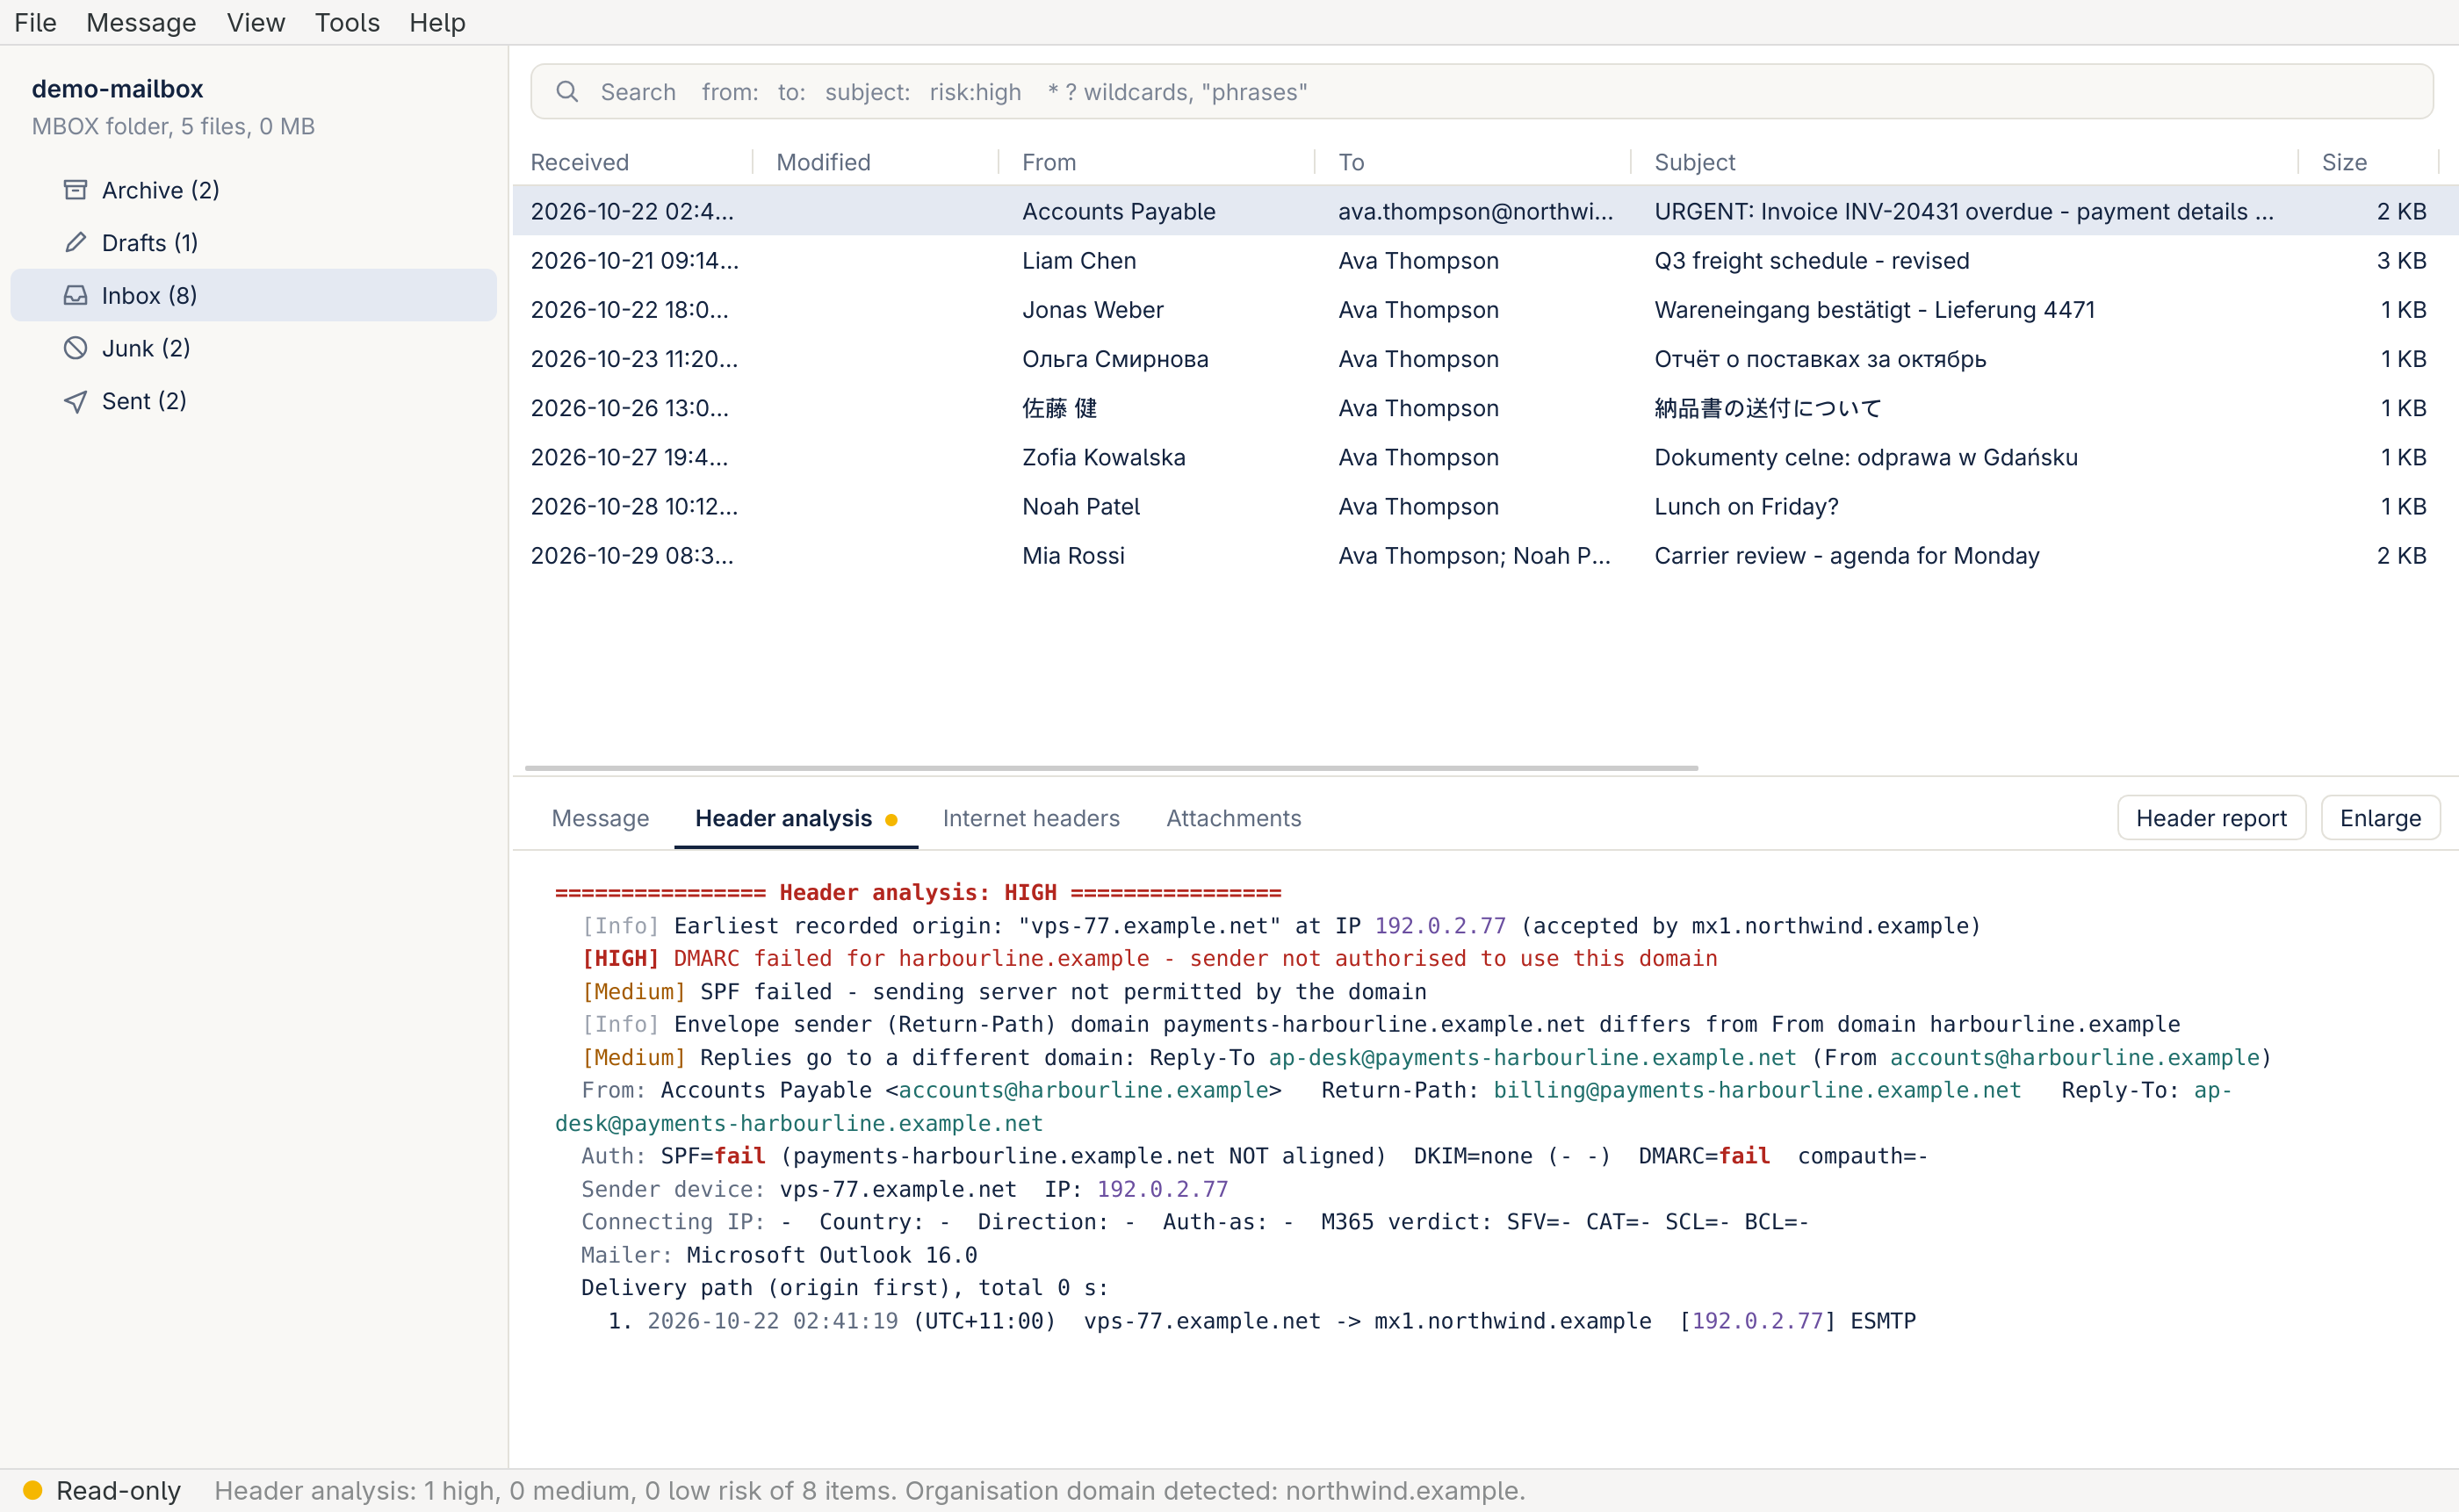 File Message View Tools Help
demo-mailbox
MBOX folder, 5 files, 0 MB
Archive (2)
Drafts (1)
Inbox (8)
Junk (2)
Sent (2)
Search from: to: subject: risk:high * ? wildcards, "phrases"
Received Modified From To Subject Size
2026-10-22 02:4... Accounts Payable ava.thompson@northwi... URGENT: Invoice INV-20431 overdue - payment details ... 2 KB
2026-10-21 09:14... Liam Chen Ava Thompson Q3 freight schedule - revised 3 KB
2026-10-22 18:0... Jonas Weber Ava Thompson Wareneingang bestätigt - Lieferung 4471 1 KB
2026-10-23 11:20... Ольга Смирнова Ava Thompson Отчёт о поставках за октябрь 1 KB
2026-10-26 13:0... 佐藤 健 Ava Thompson 納品書の送付について 1 KB
2026-10-27 19:4... Zofia Kowalska Ava Thompson Dokumenty celne: odprawa w Gdańsku 1 KB
2026-10-28 10:12... Noah Patel Ava Thompson Lunch on Friday? 1 KB
2026-10-29 08:3... Mia Rossi Ava Thompson; Noah P... Carrier review - agenda for Monday 2 KB
Message Header analysis Internet headers Attachments Header report Enlarge
================ Header analysis: HIGH ================
[Info] Earliest recorded origin: "vps-77.example.net" at IP 192.0.2.77 (accepted by mx1.northwind.example)
[HIGH] DMARC failed for harbourline.example - sender not authorised to use this domain
[Medium] SPF failed - sending server not permitted by the domain
[Info] Envelope sender (Return-Path) domain payments-harbourline.example.net differs from From domain harbourline.example
[Medium] Replies go to a different domain: Reply-To ap-desk@payments-harbourline.example.net (From accounts@harbourline.example)
From: Accounts Payable <accounts@harbourline.example> Return-Path: billing@payments-harbourline.example.net Reply-To: ap-
desk@payments-harbourline.example.net
Auth: SPF=fail (payments-harbourline.example.net NOT aligned) DKIM=none (- -) DMARC=fail compauth=-
Sender device: vps-77.example.net IP: 192.0.2.77
Connecting IP: - Country: - Direction: - Auth-as: - M365 verdict: SFV=- CAT=- SCL=- BCL=-
Mailer: Microsoft Outlook 16.0
Delivery path (origin first), total 0 s:
1. 2026-10-22 02:41:19 (UTC+11:00) vps-77.example.net -> mx1.northwind.example [192.0.2.77] ESMTP
Read-only Header analysis: 1 high, 0 medium, 0 low risk of 8 items. Organisation domain detected: northwind.example.